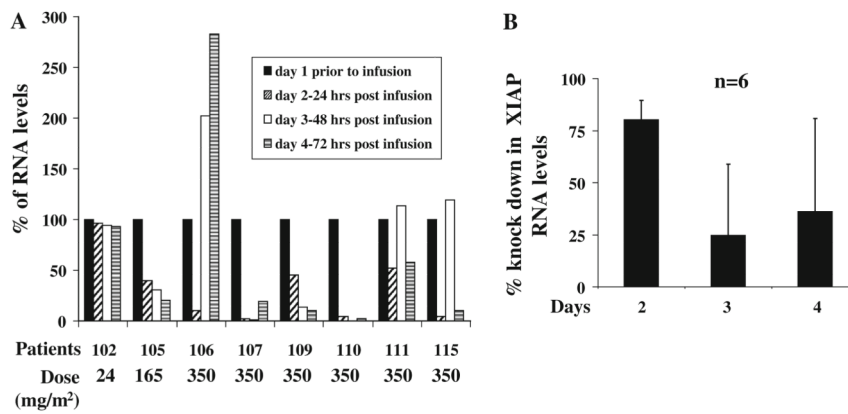 A
300
250
200
150
100
50
0
% of RNA levels
day 1 prior to infusion
day 2-24 hrs post infusion
day 3-48 hrs post infusion
day 4-72 hrs post infusion
Patients 102 105 106 107 109 110 111 115
Dose 24 165 350 350 350 350 350 350
(mg/m²)
B
% knock down in XIAP
RNA levels
n=6
100
75
50
25
0
Days 2 3 4